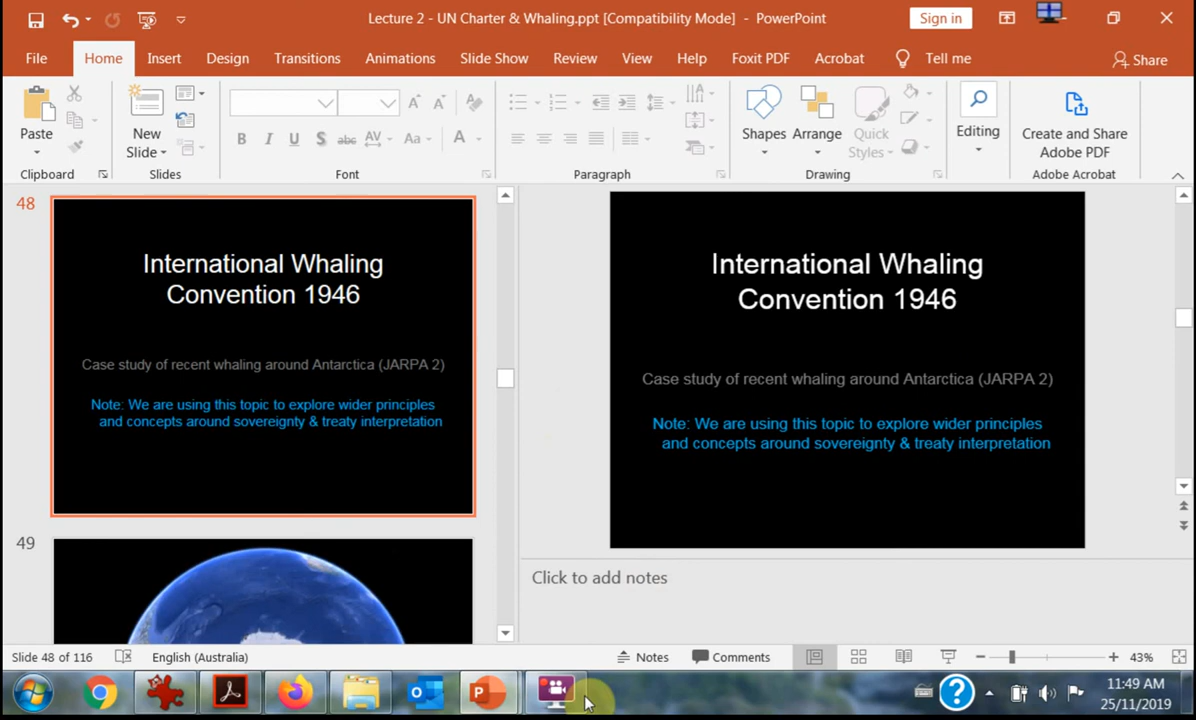 Lecture 2 - UN Charter & Whaling.ppt [Compatibility Mode] - PowerPoint
Sign in
File Home Insert Design Transitions Animations Slide Show Review View Help Foxit PDF Acrobat Tell me Share
Paste
New Slide
B I U S abc AV Aa A
Shapes Arrange Quick Styles
Editing
Create and Share Adobe PDF
Clipboard Slides Font Paragraph Drawing Adobe Acrobat
48
International Whaling
Convention 1946
Case study of recent whaling around Antarctica (JARPA 2)
Note: We are using this topic to explore wider principles
and concepts around sovereignty & treaty interpretation
49
International Whaling
Convention 1946
Case study of recent whaling around Antarctica (JARPA 2)
Note: We are using this topic to explore wider principles
and concepts around sovereignty & treaty interpretation
Click to add notes
Slide 48 of 116 English (Australia) Notes Comments 43%
11:49 AM
25/11/2019